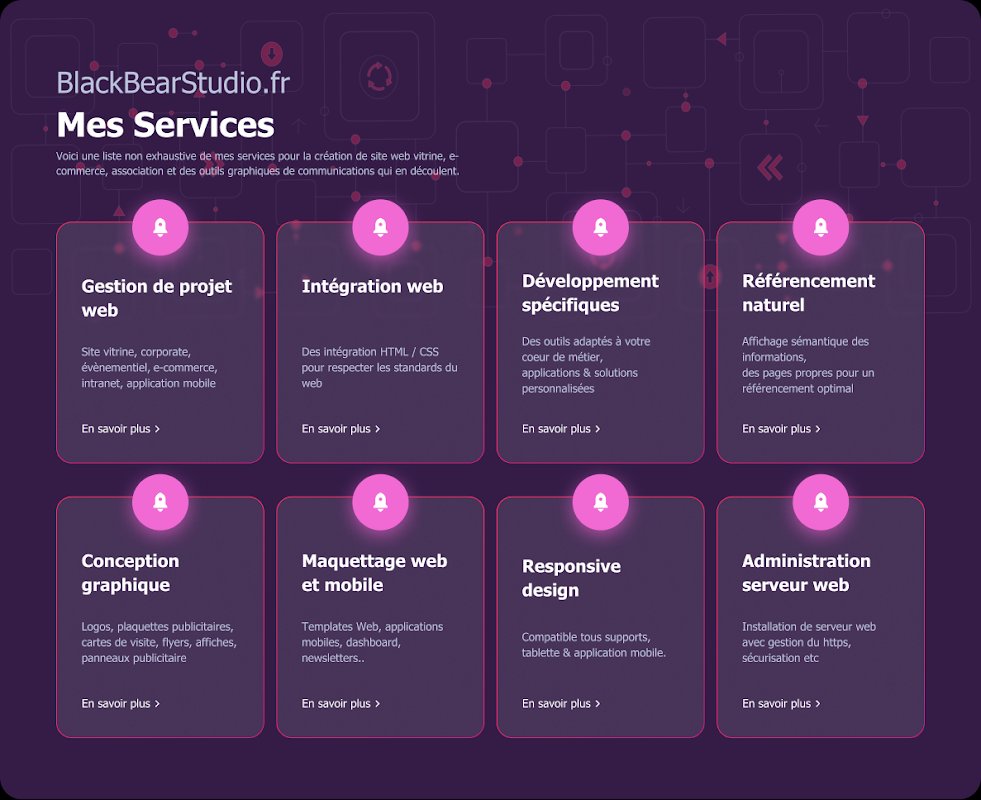 BlackBearStudio.fr
Mes Services
Voici une liste non exhaustive de mes services pour la création de site web vitrine, e-
commerce, association et des outils graphiques de communications qui en découlent.
Gestion de projet
web
Site vitrine, corporate,
évènementiel, e-commerce,
intranet, application mobile
En savoir plus >
Intégration web
Des intégration HTML / CSS
pour respecter les standards du
web
En savoir plus >
Développement
spécifiques
Des outils adaptés à votre
coeur de métier,
applications & solutions
personnalisées
En savoir plus >
Référencement
naturel
Affichage sémantique des
informations,
des pages propres pour un
référencement optimal
En savoir plus >
Conception
graphique
Logos, plaquettes publicitaires,
cartes de visite, flyers, affiches,
panneaux publicitaire
En savoir plus >
Maquettage web
et mobile
Templates Web, applications
mobiles, dashboard,
newsletters..
En savoir plus >
Responsive
design
Compatible tous supports,
tablette & application mobile.
En savoir plus >
Administration
serveur web
Installation de serveur web
avec gestion du https,
sécurisation etc
En savoir plus >